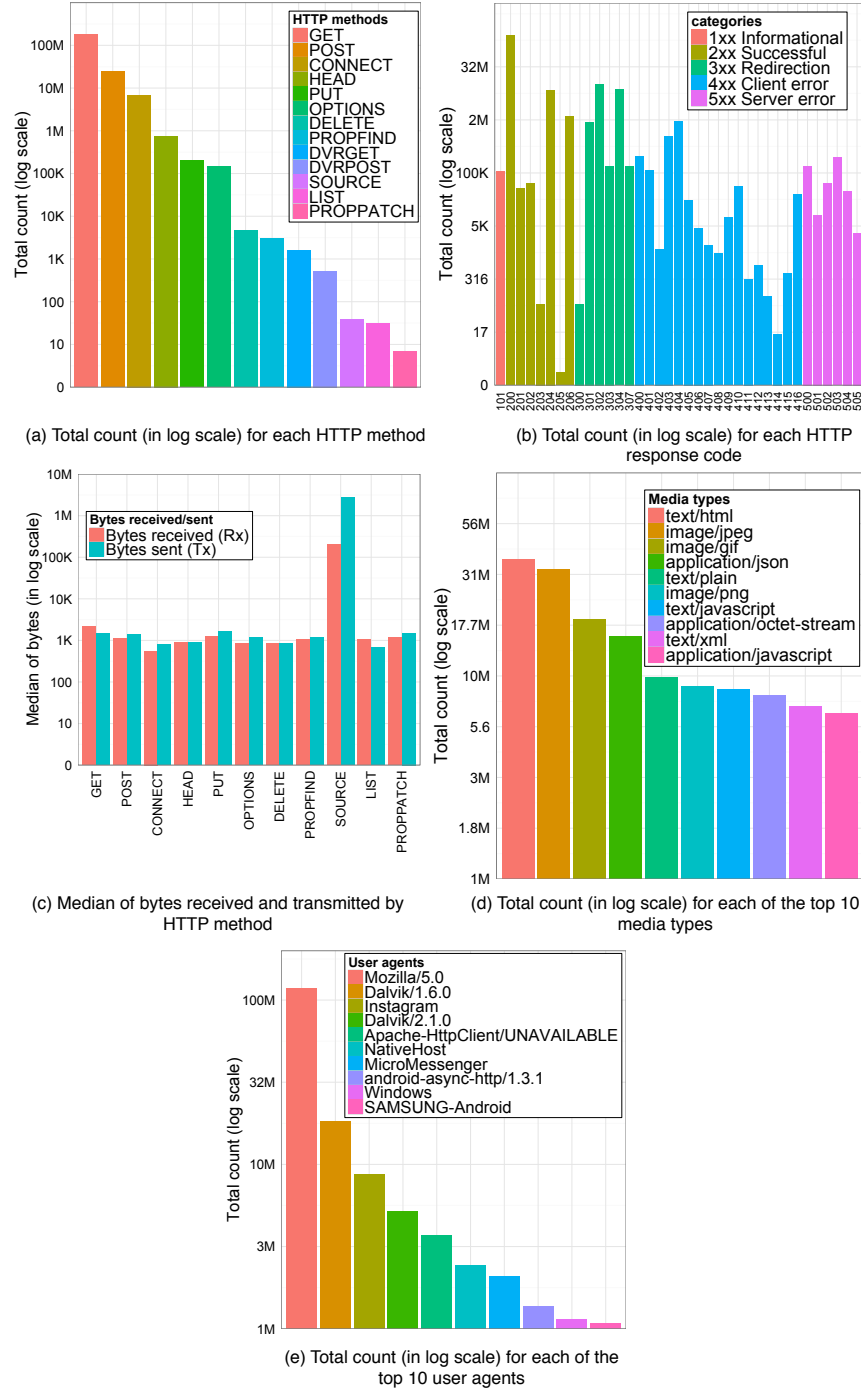 HTTP methods
GET
POST
CONNECT
HEAD
PUT
OPTIONS
DELETE
PROPFIND
DVRGET
DVRPOST
SOURCE
LIST
PROPPATCH
Total count (log scale)
100M
10M
1M
100K
10K
1K
100
10
0
(a) Total count (in log scale) for each HTTP method
categories
1xx Informational
2xx Successful
3xx Redirection
4xx Client error
5xx Server error
Total count (log scale)
32M
2M
100K
5K
316
17
0
101
200
201
202
203
204
205
206
300
301
302
303
304
307
400
401
402
403
404
405
406
407
408
409
410
411
412
413
414
415
416
500
501
502
503
504
505
(b) Total count (in log scale) for each HTTP
response code
Bytes received/sent
Bytes received (Rx)
Bytes sent (Tx)
Median of bytes (in log scale)
10M
1M
100K
10K
1K
100
10
0
GET
POST
CONNECT
HEAD
PUT
OPTIONS
DELETE
PROPFIND
SOURCE
LIST
PROPPATCH
(c) Median of bytes received and transmitted by
HTTP method
Media types
text/html
image/jpeg
image/gif
application/json
text/plain
image/png
text/javascript
application/octet-stream
text/xml
application/javascript
Total count (log scale)
56M
31M
17.7M
10M
5.6
3M
1.8M
1M
(d) Total count (in log scale) for each of the top 10
media types
User agents
Mozilla/5.0
Dalvik/1.6.0
Instagram
Dalvik/2.1.0
Apache-HttpClient/UNAVAILABLE
NativeHost
MicroMessenger
android-async-http/1.3.1
Windows
SAMSUNG-Android
Total count (log scale)
100M
32M
10M
3M
1M
(e) Total count (in log scale) for each of the
top 10 user agents